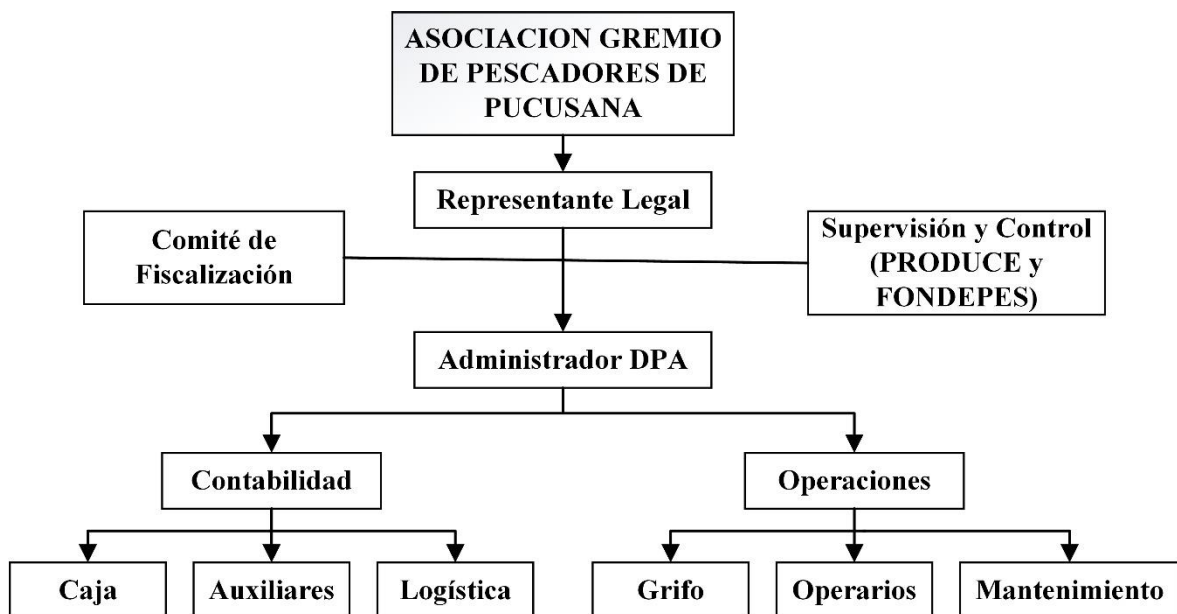 ASOCIACION GREMIO
DE PESCADORES DE
PUCUSANA
Representante Legal
Comité de
Fiscalización
Supervisión y Control
(PRODUCE y
FONDEPES)
Administrador DPA
Contabilidad
Operaciones
Caja
Auxiliares
Logística
Grifo
Operarios
Mantenimiento